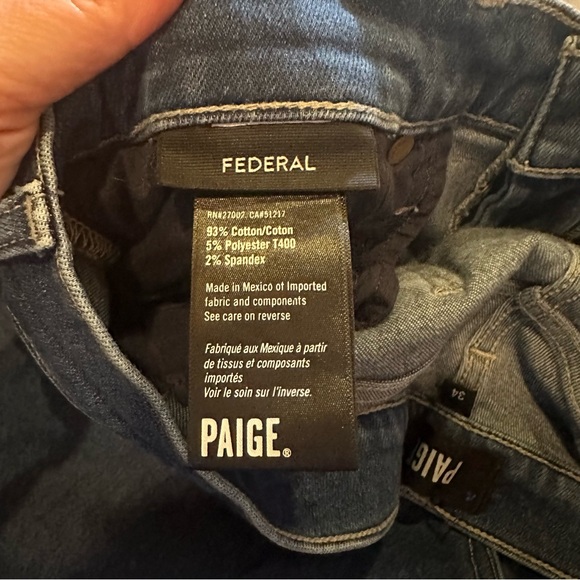 FEDERAL
RN#27002 CA#51217
93% Cotton/Coton
5% Polyester T400
2% Spandex
Made in Mexico of Imported
fabric and components
See care on reverse
Fabriqué aux Mexique à partir
de tissus et composants
importés
Voir le soin sur l'inverse.
PAIGE®
34
PAIGE